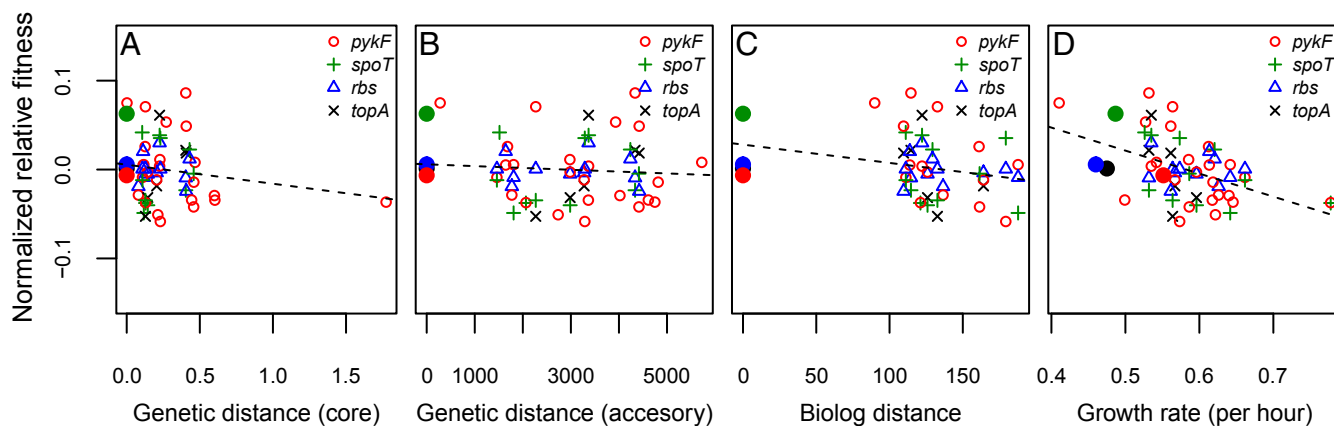 A
pykF
spoT
rbs
topA
B
pykF
spoT
rbs
topA
C
pykF
spoT
rbs
topA
D
pykF
spoT
rbs
topA
Normalized relative fitness
0.1
0.0
−0.1
0.0 0.5 1.0 1.5
0 1000 3000 5000
0 50 100 150
0.4 0.5 0.6 0.7
Genetic distance (core)
Genetic distance (accesory)
Biolog distance
Growth rate (per hour)